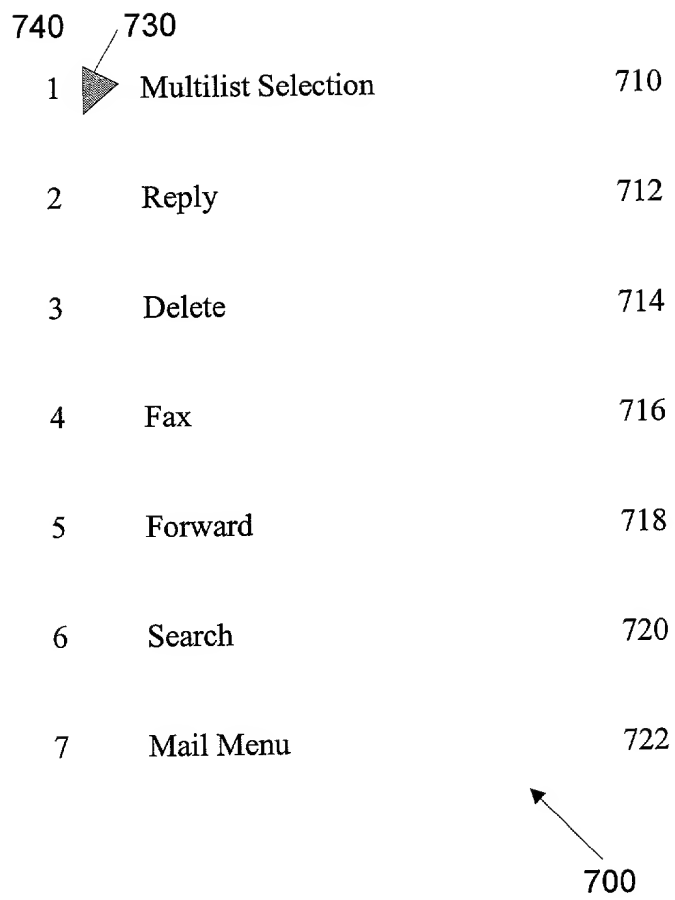 740 730
1 Multilist Selection 710
2 Reply 712
3 Delete 714
4 Fax 716
5 Forward 718
6 Search 720
7 Mail Menu 722
700